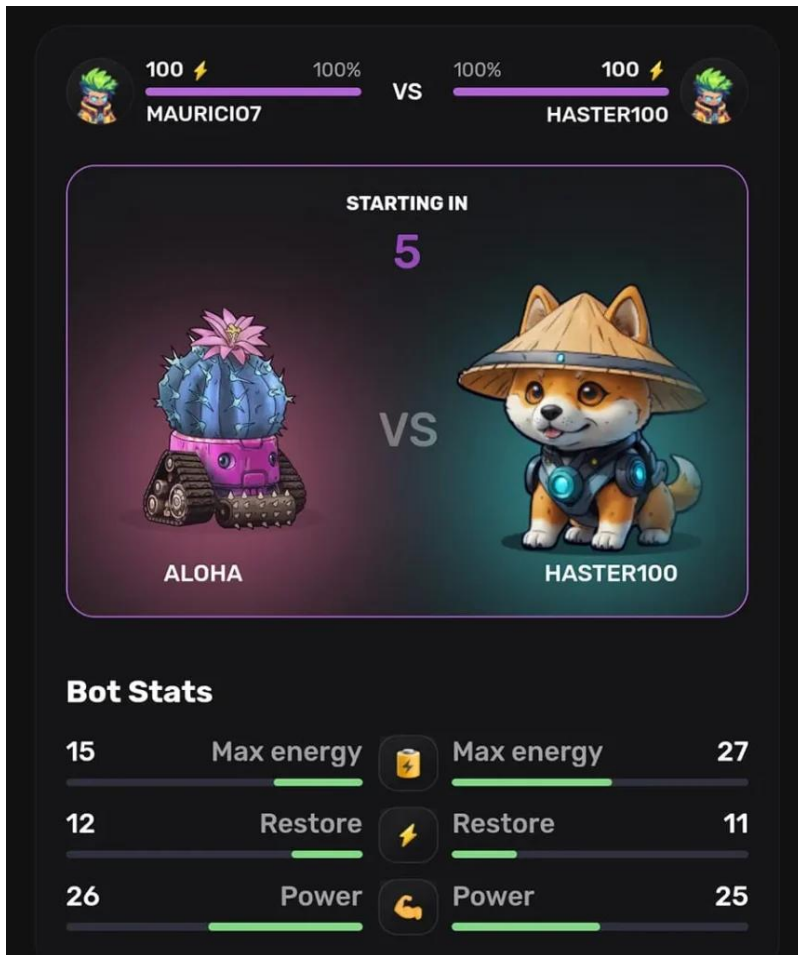 100 ⚡ 100%
MAURICIO7
VS
100% 100 ⚡
HASTER100
STARTING IN
5
VS
ALOHA
HASTER100
Bot Stats
15 Max energy Max energy 27
12 Restore Restore 11
26 Power Power 25